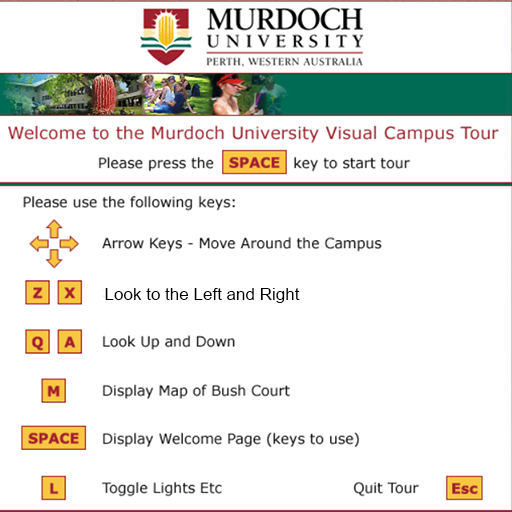 MURDOCH
UNIVERSITY
PERTH, WESTERN AUSTRALIA
Welcome to the Murdoch University Visual Campus Tour
Please press the SPACE key to start tour
Please use the following keys:
Arrow Keys - Move Around the Campus
Z X Look to the Left and Right
Q A Look Up and Down
M Display Map of Bush Court
SPACE Display Welcome Page (keys to use)
L Toggle Lights Etc Quit Tour Esc